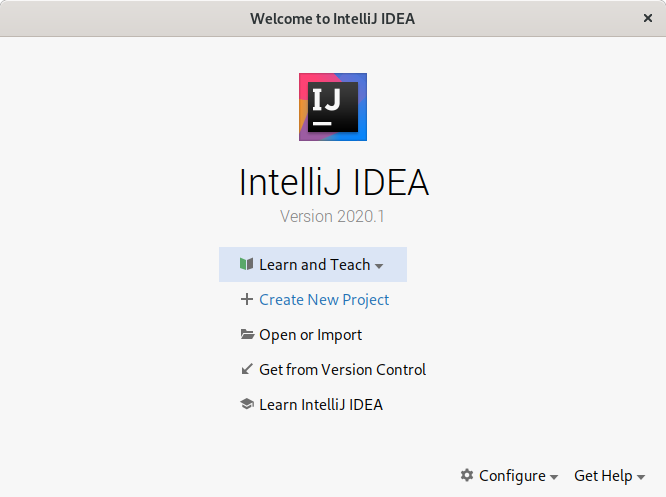 Welcome to IntelliJ IDEA
IJ
IntelliJ IDEA
Version 2020.1
Learn and Teach
Create New Project
Open or Import
Get from Version Control
Learn IntelliJ IDEA
Configure
Get Help